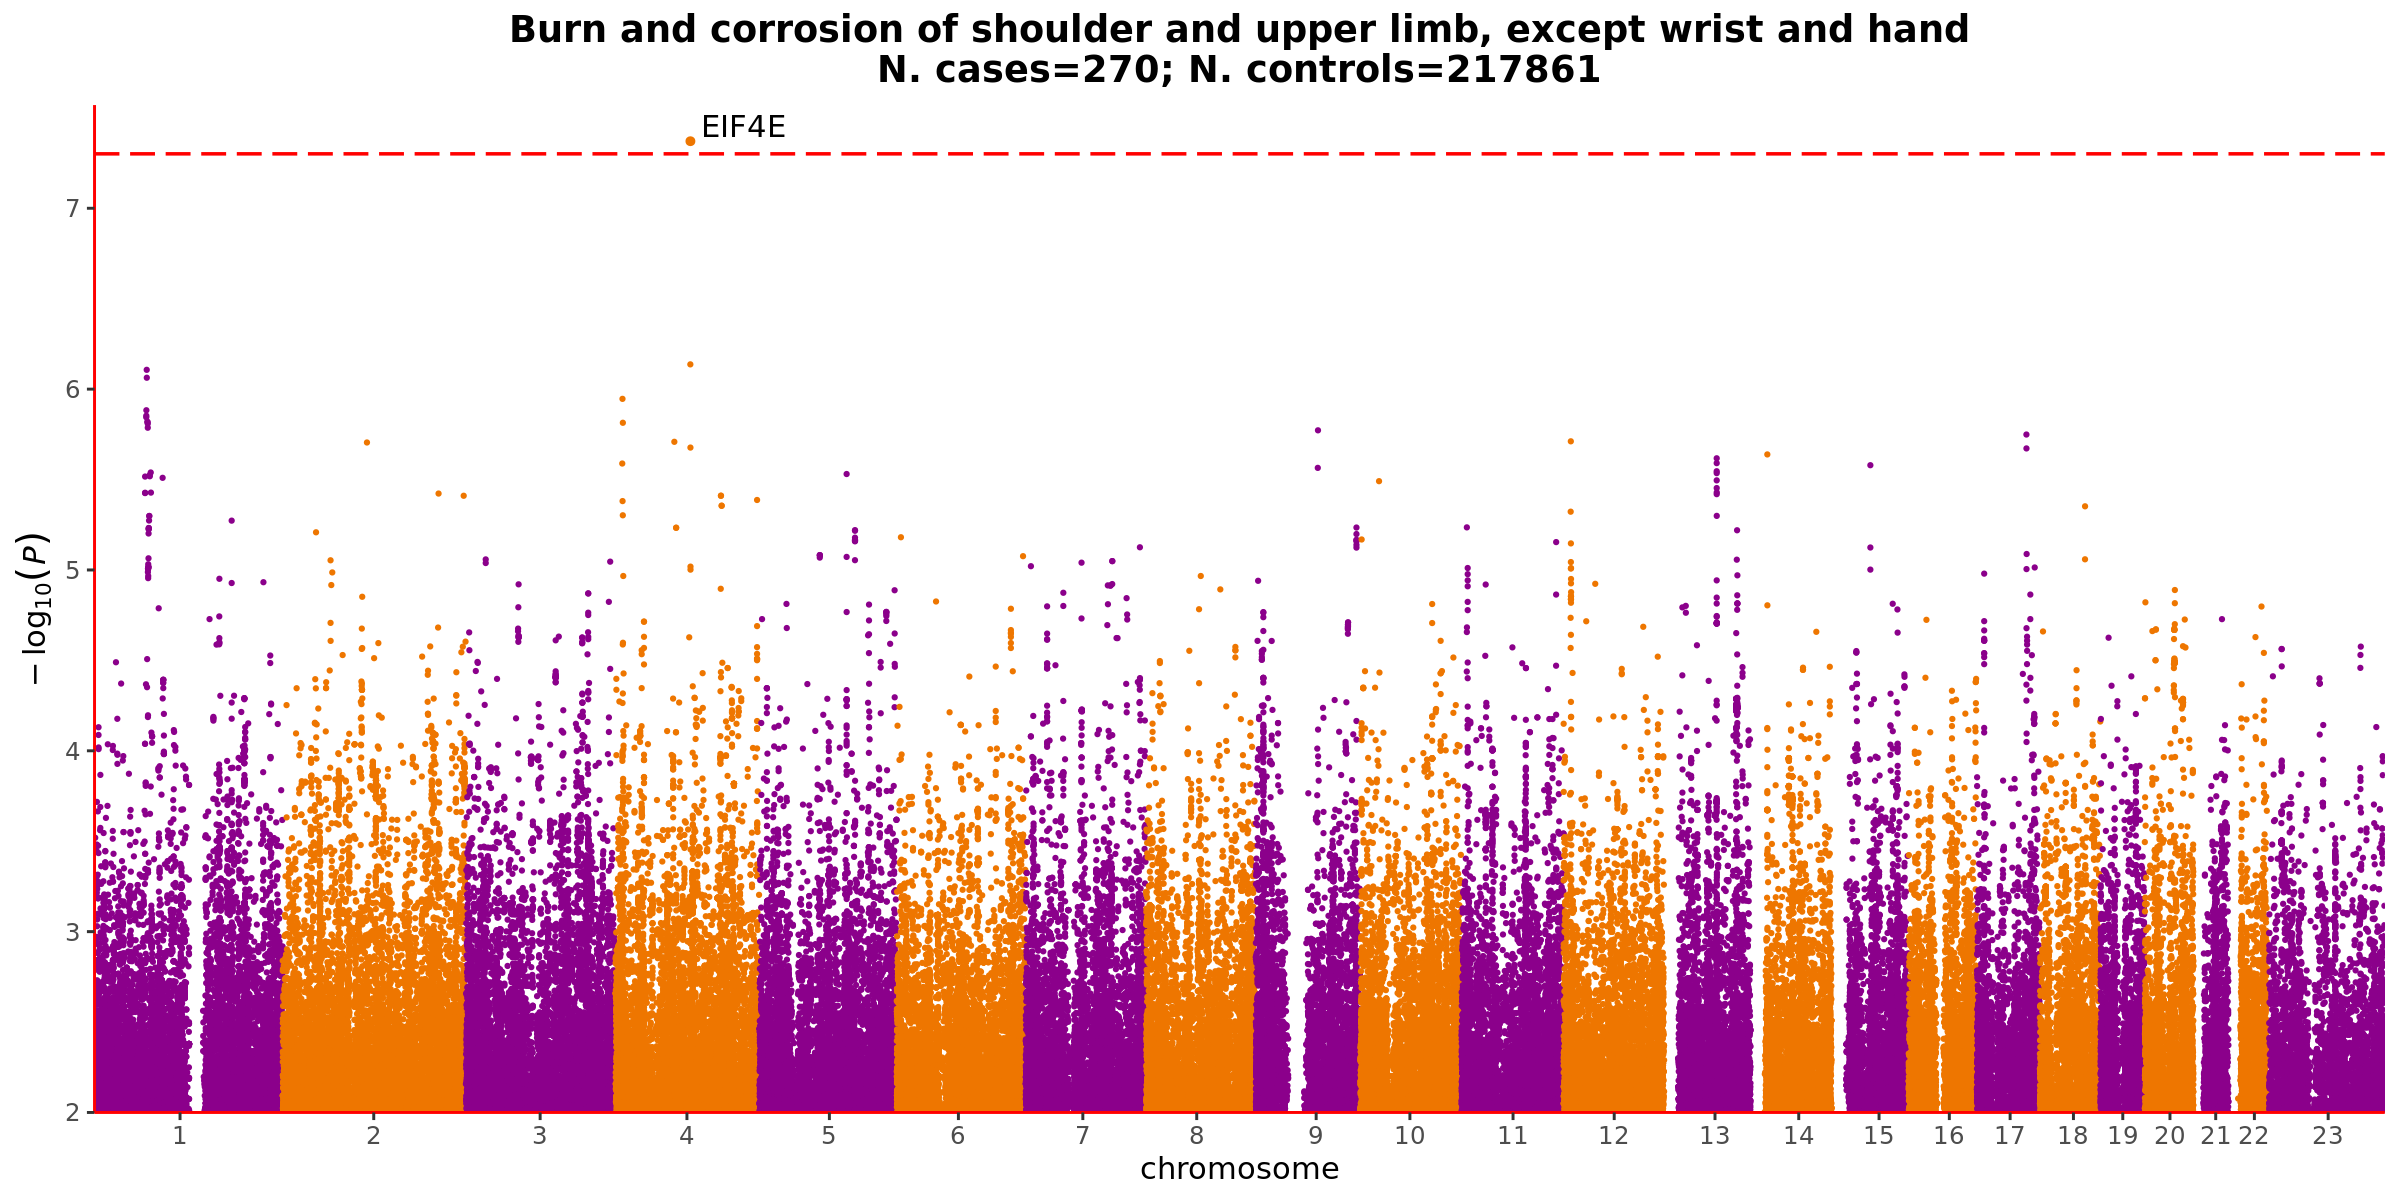 Burn and corrosion of shoulder and upper limb, except wrist and hand
N. cases=270; N. controls=217861
EIF4E
7
6
5
4
3
2
−log10(P)
1 2 3 4 5 6 7 8 9 10 11 12 13 14 15 16 17 18 19 20 21 22 23
chromosome